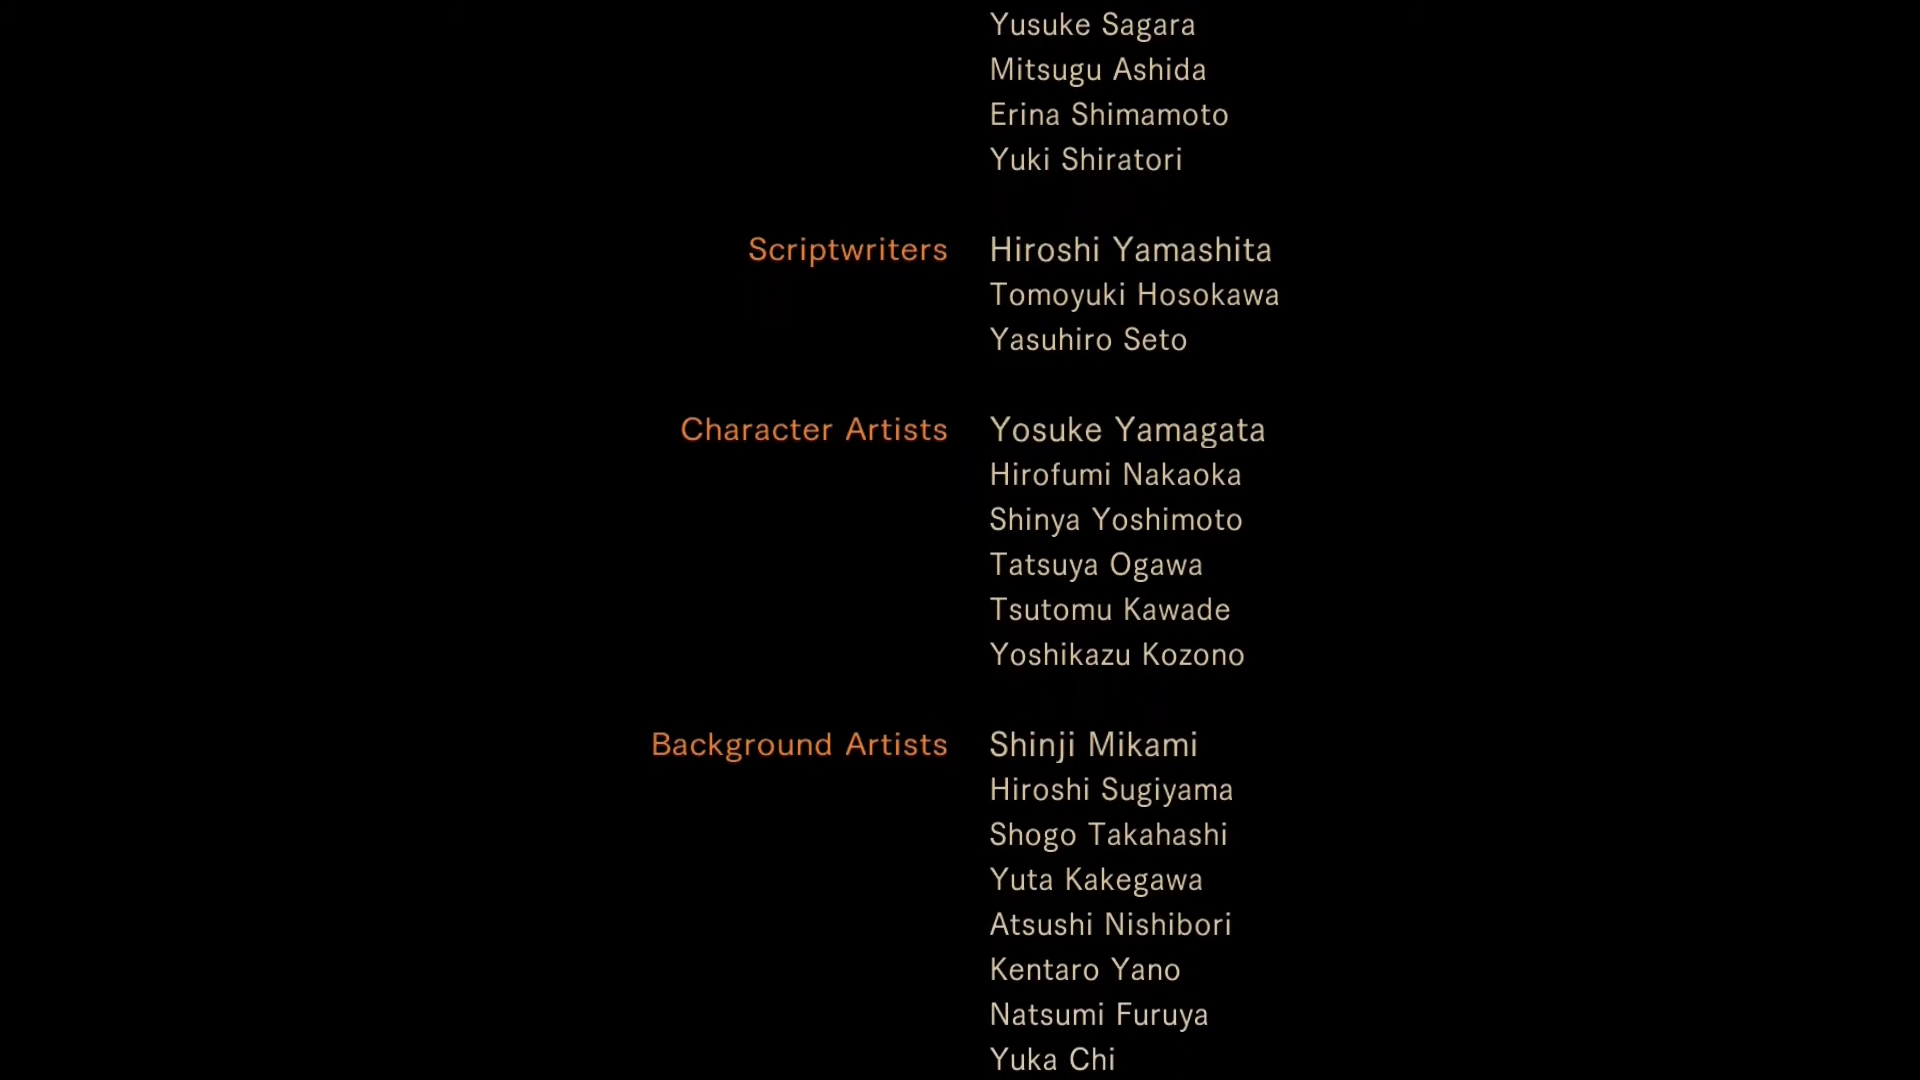 Yusuke Sagara
Mitsugu Ashida
Erina Shimamoto
Yuki Shiratori
Scriptwriters Hiroshi Yamashita
Tomoyuki Hosokawa
Yasuhiro Seto
Character Artists Yosuke Yamagata
Hirofumi Nakaoka
Shinya Yoshimoto
Tatsuya Ogawa
Tsutomu Kawade
Yoshikazu Kozono
Background Artists Shinji Mikami
Hiroshi Sugiyama
Shogo Takahashi
Yuta Kakegawa
Atsushi Nishibori
Kentaro Yano
Natsumi Furuya
Yuka Chi